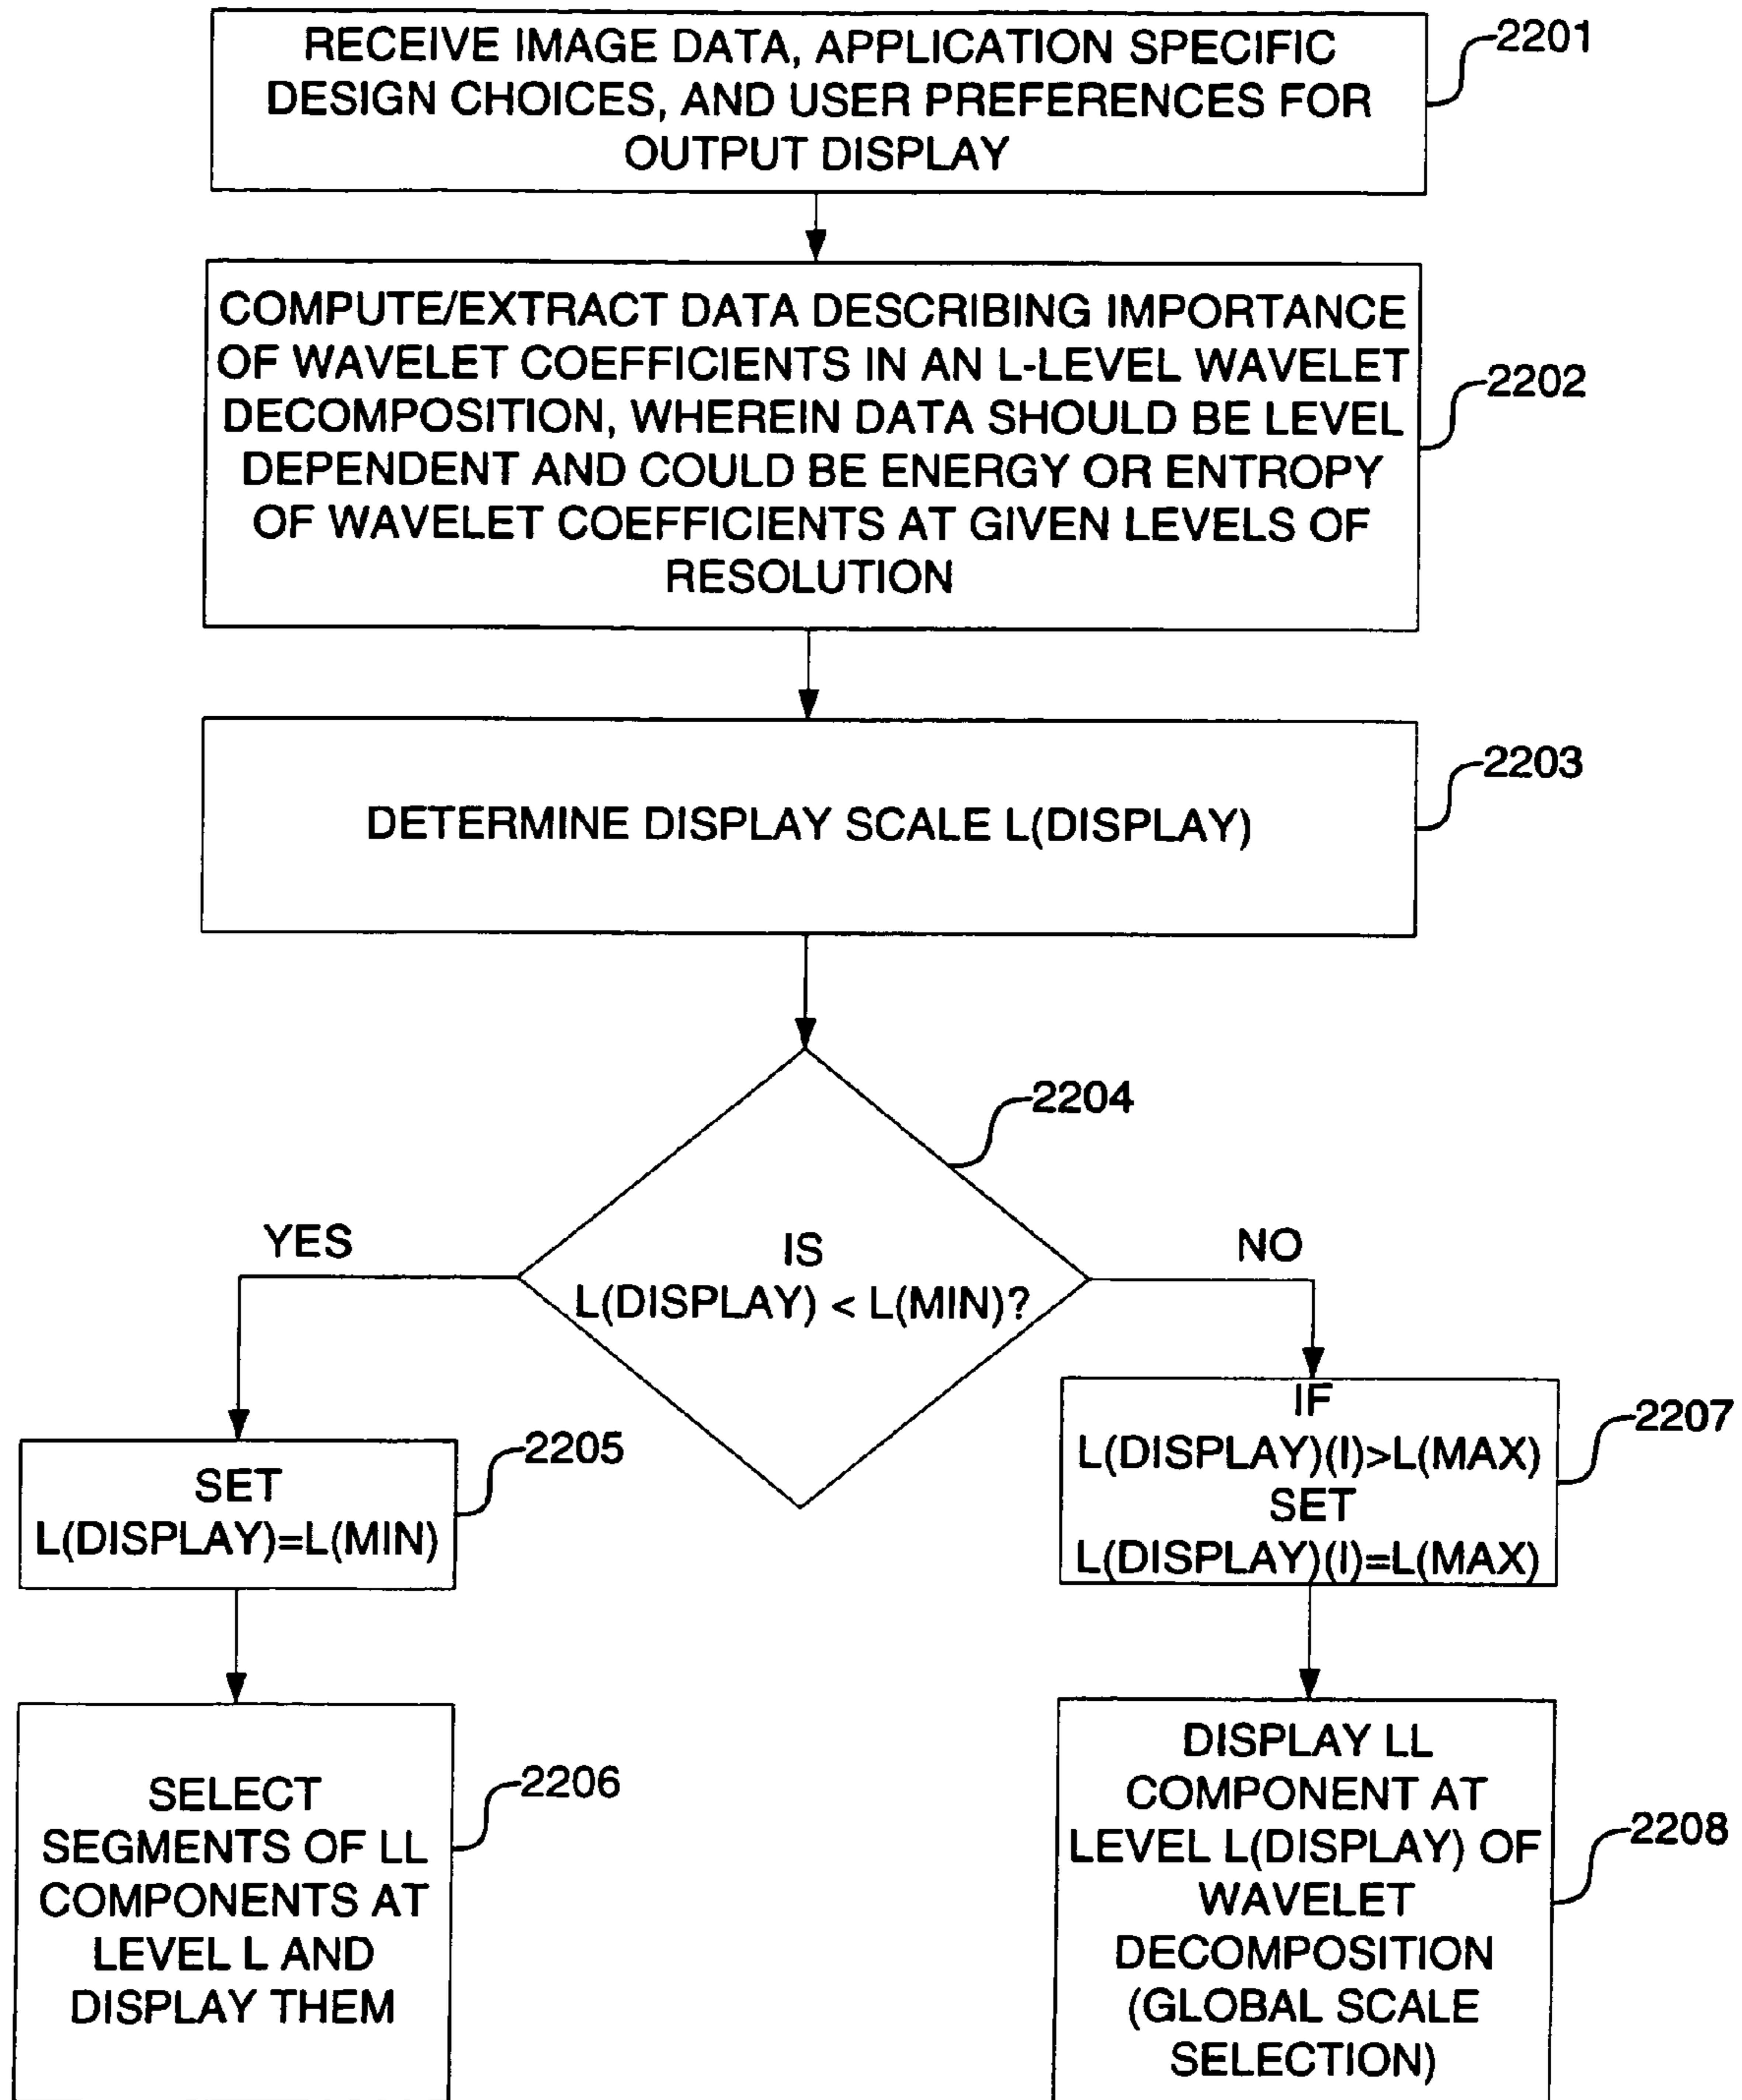 RECEIVE IMAGE DATA, APPLICATION SPECIFIC
DESIGN CHOICES, AND USER PREFERENCES FOR
OUTPUT DISPLAY
2201
COMPUTE/EXTRACT DATA DESCRIBING IMPORTANCE
OF WAVELET COEFFICIENTS IN AN L-LEVEL WAVELET
DECOMPOSITION, WHEREIN DATA SHOULD BE LEVEL
DEPENDENT AND COULD BE ENERGY OR ENTROPY
OF WAVELET COEFFICIENTS AT GIVEN LEVELS OF
RESOLUTION
2202
DETERMINE DISPLAY SCALE L(DISPLAY)
2203
IS
L(DISPLAY) < L(MIN)?
2204
YES
NO
SET
L(DISPLAY)=L(MIN)
2205
IF
L(DISPLAY)(I)>L(MAX)
SET
L(DISPLAY)(I)=L(MAX)
2207
SELECT
SEGMENTS OF LL
COMPONENTS AT
LEVEL L AND
DISPLAY THEM
2206
DISPLAY LL
COMPONENT AT
LEVEL L(DISPLAY) OF
WAVELET
DECOMPOSITION
(GLOBAL SCALE
SELECTION)
2208